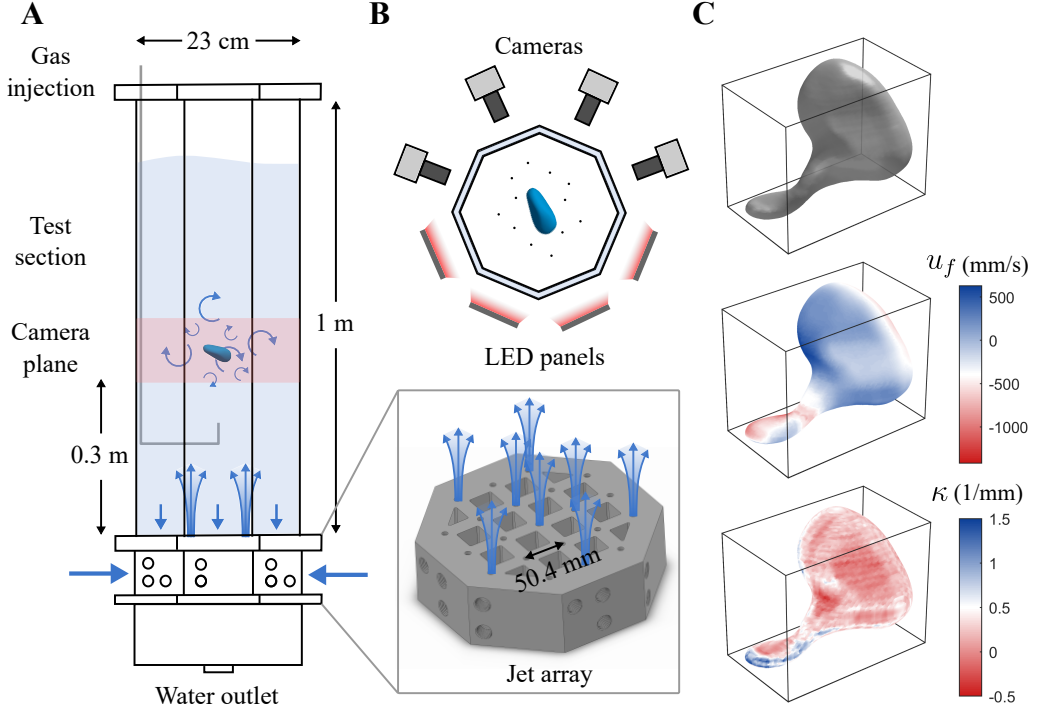 A
23 cm
Gas
injection
Test
section
Camera
plane
1 m
0.3 m
Water outlet
B
Cameras
LED panels
50.4 mm
Jet array
C
u_f (mm/s)
500
0
-500
-1000
κ (1/mm)
1.5
1
0.5
0
-0.5